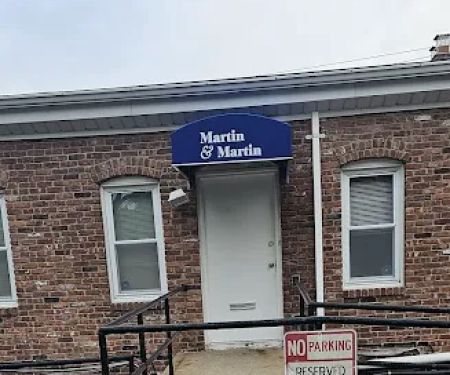 Martin
& Martin
NO PARKING
RESERVED